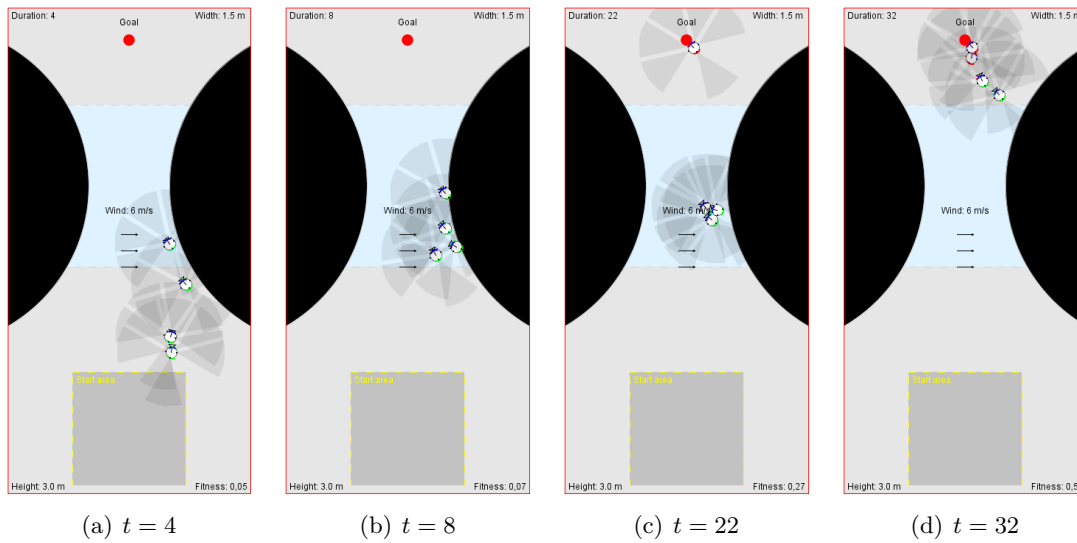 Duration: 4 Width: 1.5 m
Goal
Wind: 6 m/s
Start area
Height: 3.0 m Fitness: 0,05
(a) t = 4
Duration: 8 Width: 1.5 m
Goal
Wind: 6 m/s
Start area
Height: 3.0 m Fitness: 0,07
(b) t = 8
Duration: 22 Width: 1.5 m
Goal
Wind: 6 m/s
Start area
Height: 3.0 m Fitness: 0,27
(c) t = 22
Duration: 32 Width: 1.5 m
Goal
Wind: 6 m/s
Start area
Height: 3.0 m Fitness: 0,5
(d) t = 32